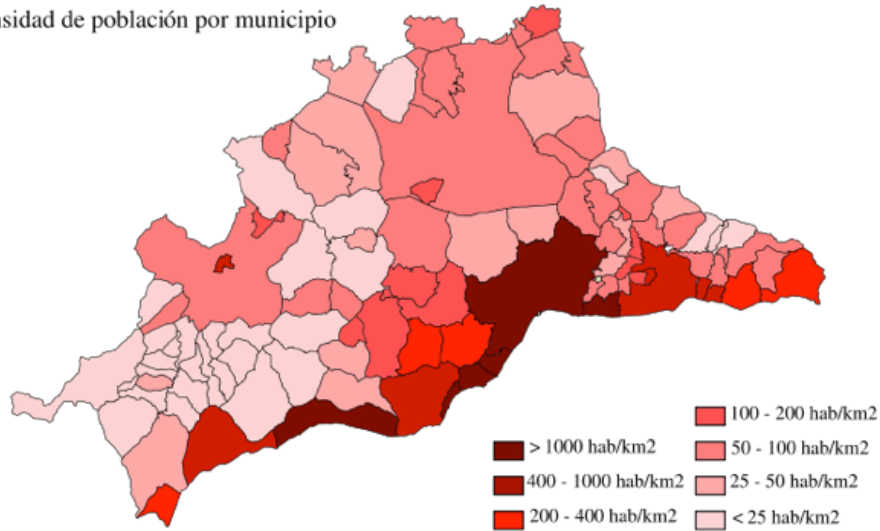 nsidad de población por municipio
> 1000 hab/km2
400 - 1000 hab/km2
200 - 400 hab/km2
100 - 200 hab/km2
50 - 100 hab/km2
25 - 50 hab/km2
< 25 hab/km2